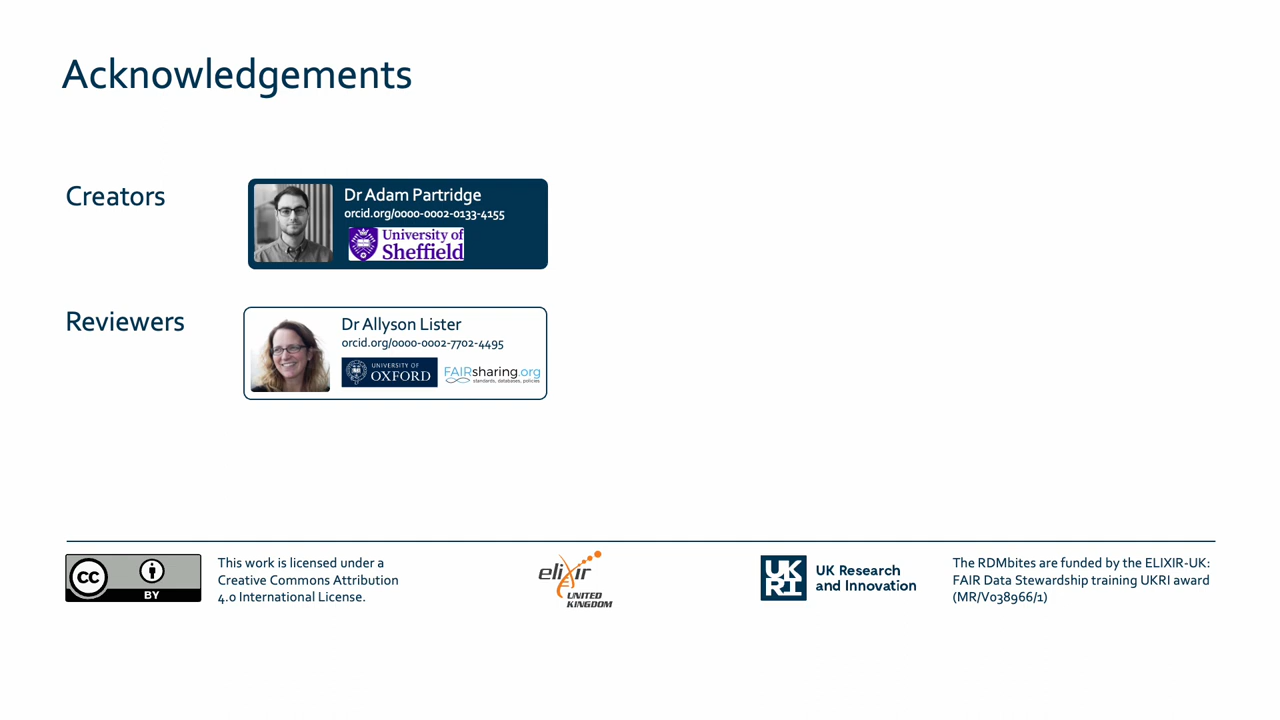 Acknowledgements
Creators
Dr Adam Partridge
orcid.org/0000-0002-0133-4155
University of
Sheffield
Reviewers
Dr Allyson Lister
orcid.org/0000-0002-7702-4495
UNIVERSITY OF
OXFORD
FAIRsharing.org
standards, databases, policies
CC
BY
This work is licensed under a
Creative Commons Attribution
4.0 International License.
elixir
UNITED
KINGDOM
UK
RI
UK Research
and Innovation
The RDMbites are funded by the ELIXIR-UK:
FAIR Data Stewardship training UKRI award
(MR/V038966/1)